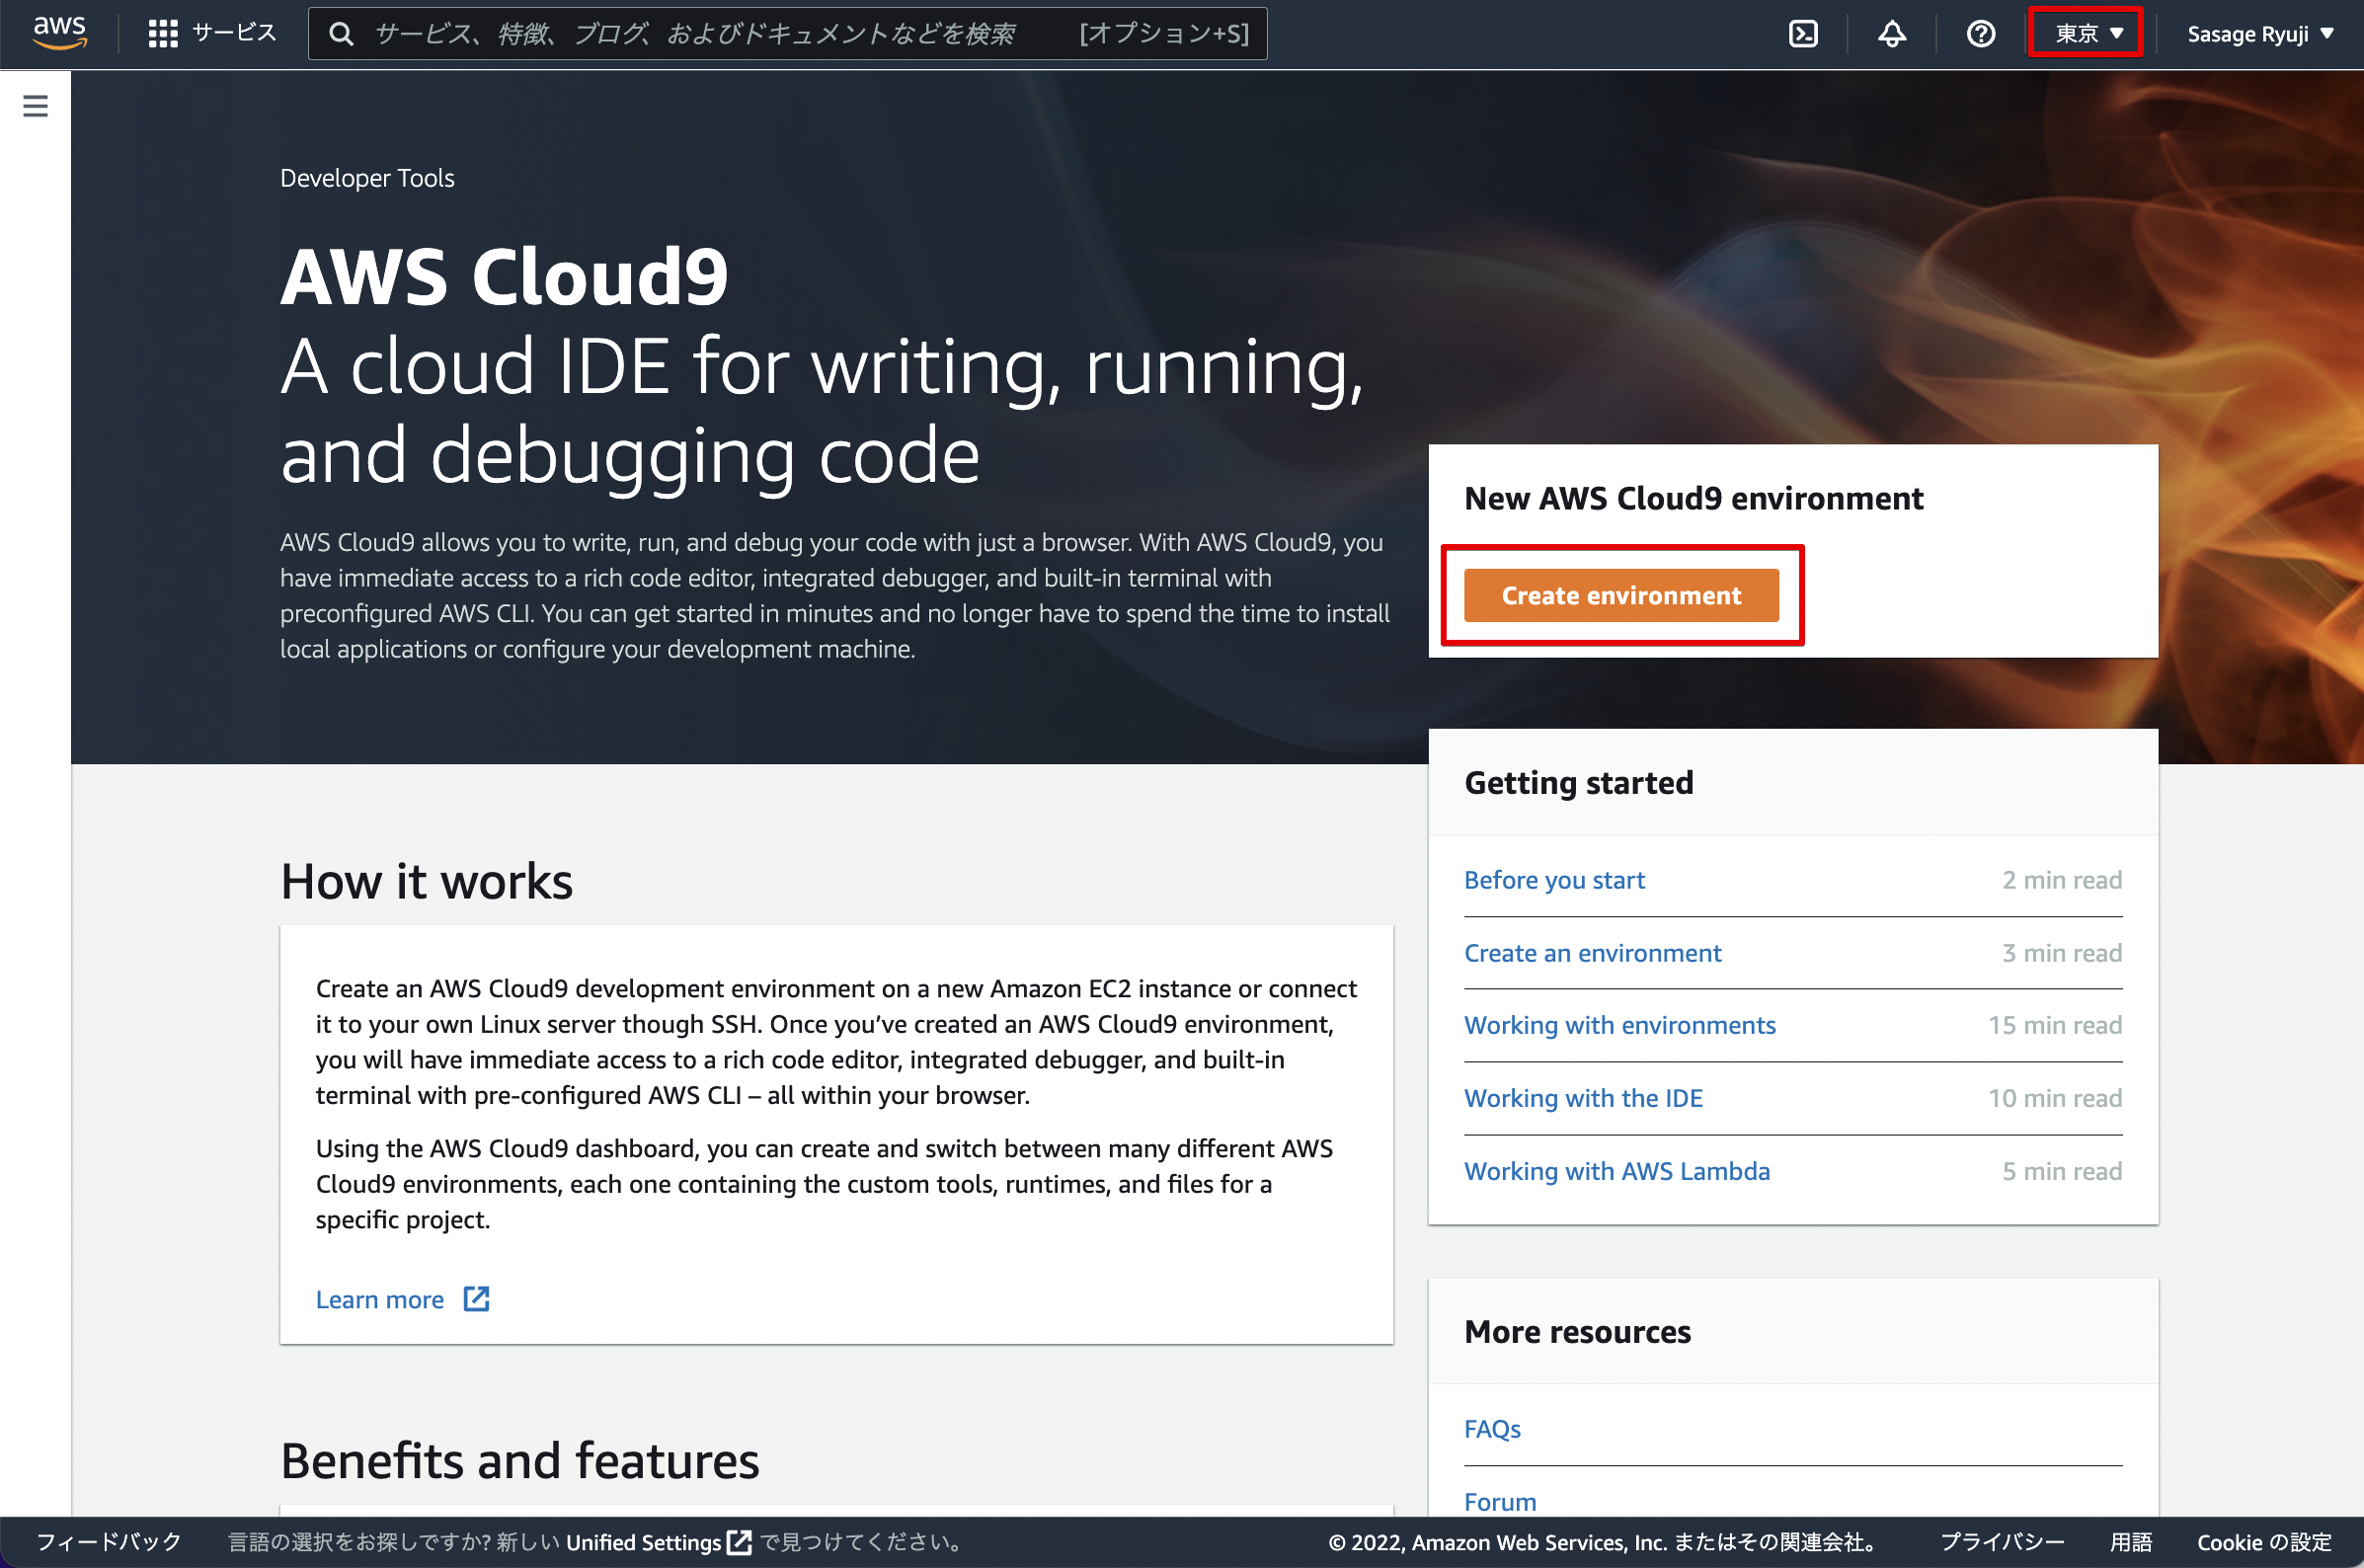 aws
サービス
サービス、特徴、ブログ、およびドキュメントなどを検索
[オプション+S]
東京 ▼
Sasage Ryuji ▼
Developer Tools
AWS Cloud9
A cloud IDE for writing, running,
and debugging code
AWS Cloud9 allows you to write, run, and debug your code with just a browser. With AWS Cloud9, you
have immediate access to a rich code editor, integrated debugger, and built-in terminal with
preconfigured AWS CLI. You can get started in minutes and no longer have to spend the time to install
local applications or configure your development machine.
New AWS Cloud9 environment
Create environment
Getting started
Before you start 2 min read
Create an environment 3 min read
Working with environments 15 min read
Working with the IDE 10 min read
Working with AWS Lambda 5 min read
How it works
Create an AWS Cloud9 development environment on a new Amazon EC2 instance or connect
it to your own Linux server though SSH. Once you’ve created an AWS Cloud9 environment,
you will have immediate access to a rich code editor, integrated debugger, and built-in
terminal with pre-configured AWS CLI – all within your browser.
Using the AWS Cloud9 dashboard, you can create and switch between many different AWS
Cloud9 environments, each one containing the custom tools, runtimes, and files for a
specific project.
Learn more
More resources
FAQs
Forum
Benefits and features
フィードバック
言語の選択をお探しですか? 新しい Unified Settings で見つけてください。
© 2022, Amazon Web Services, Inc. またはその関連会社。
プライバシー
用語
Cookie の設定